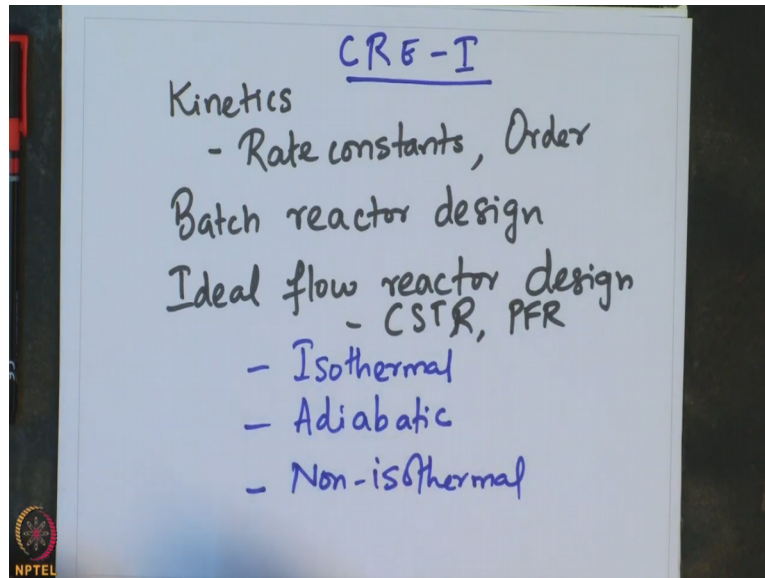 CRE-I
Kinetics
- Rate constants, Order
Batch reactor design
Ideal flow reactor design
- CSTR, PFR
- Isothermal
- Adiabatic
- Non-isothermal
NPTEL